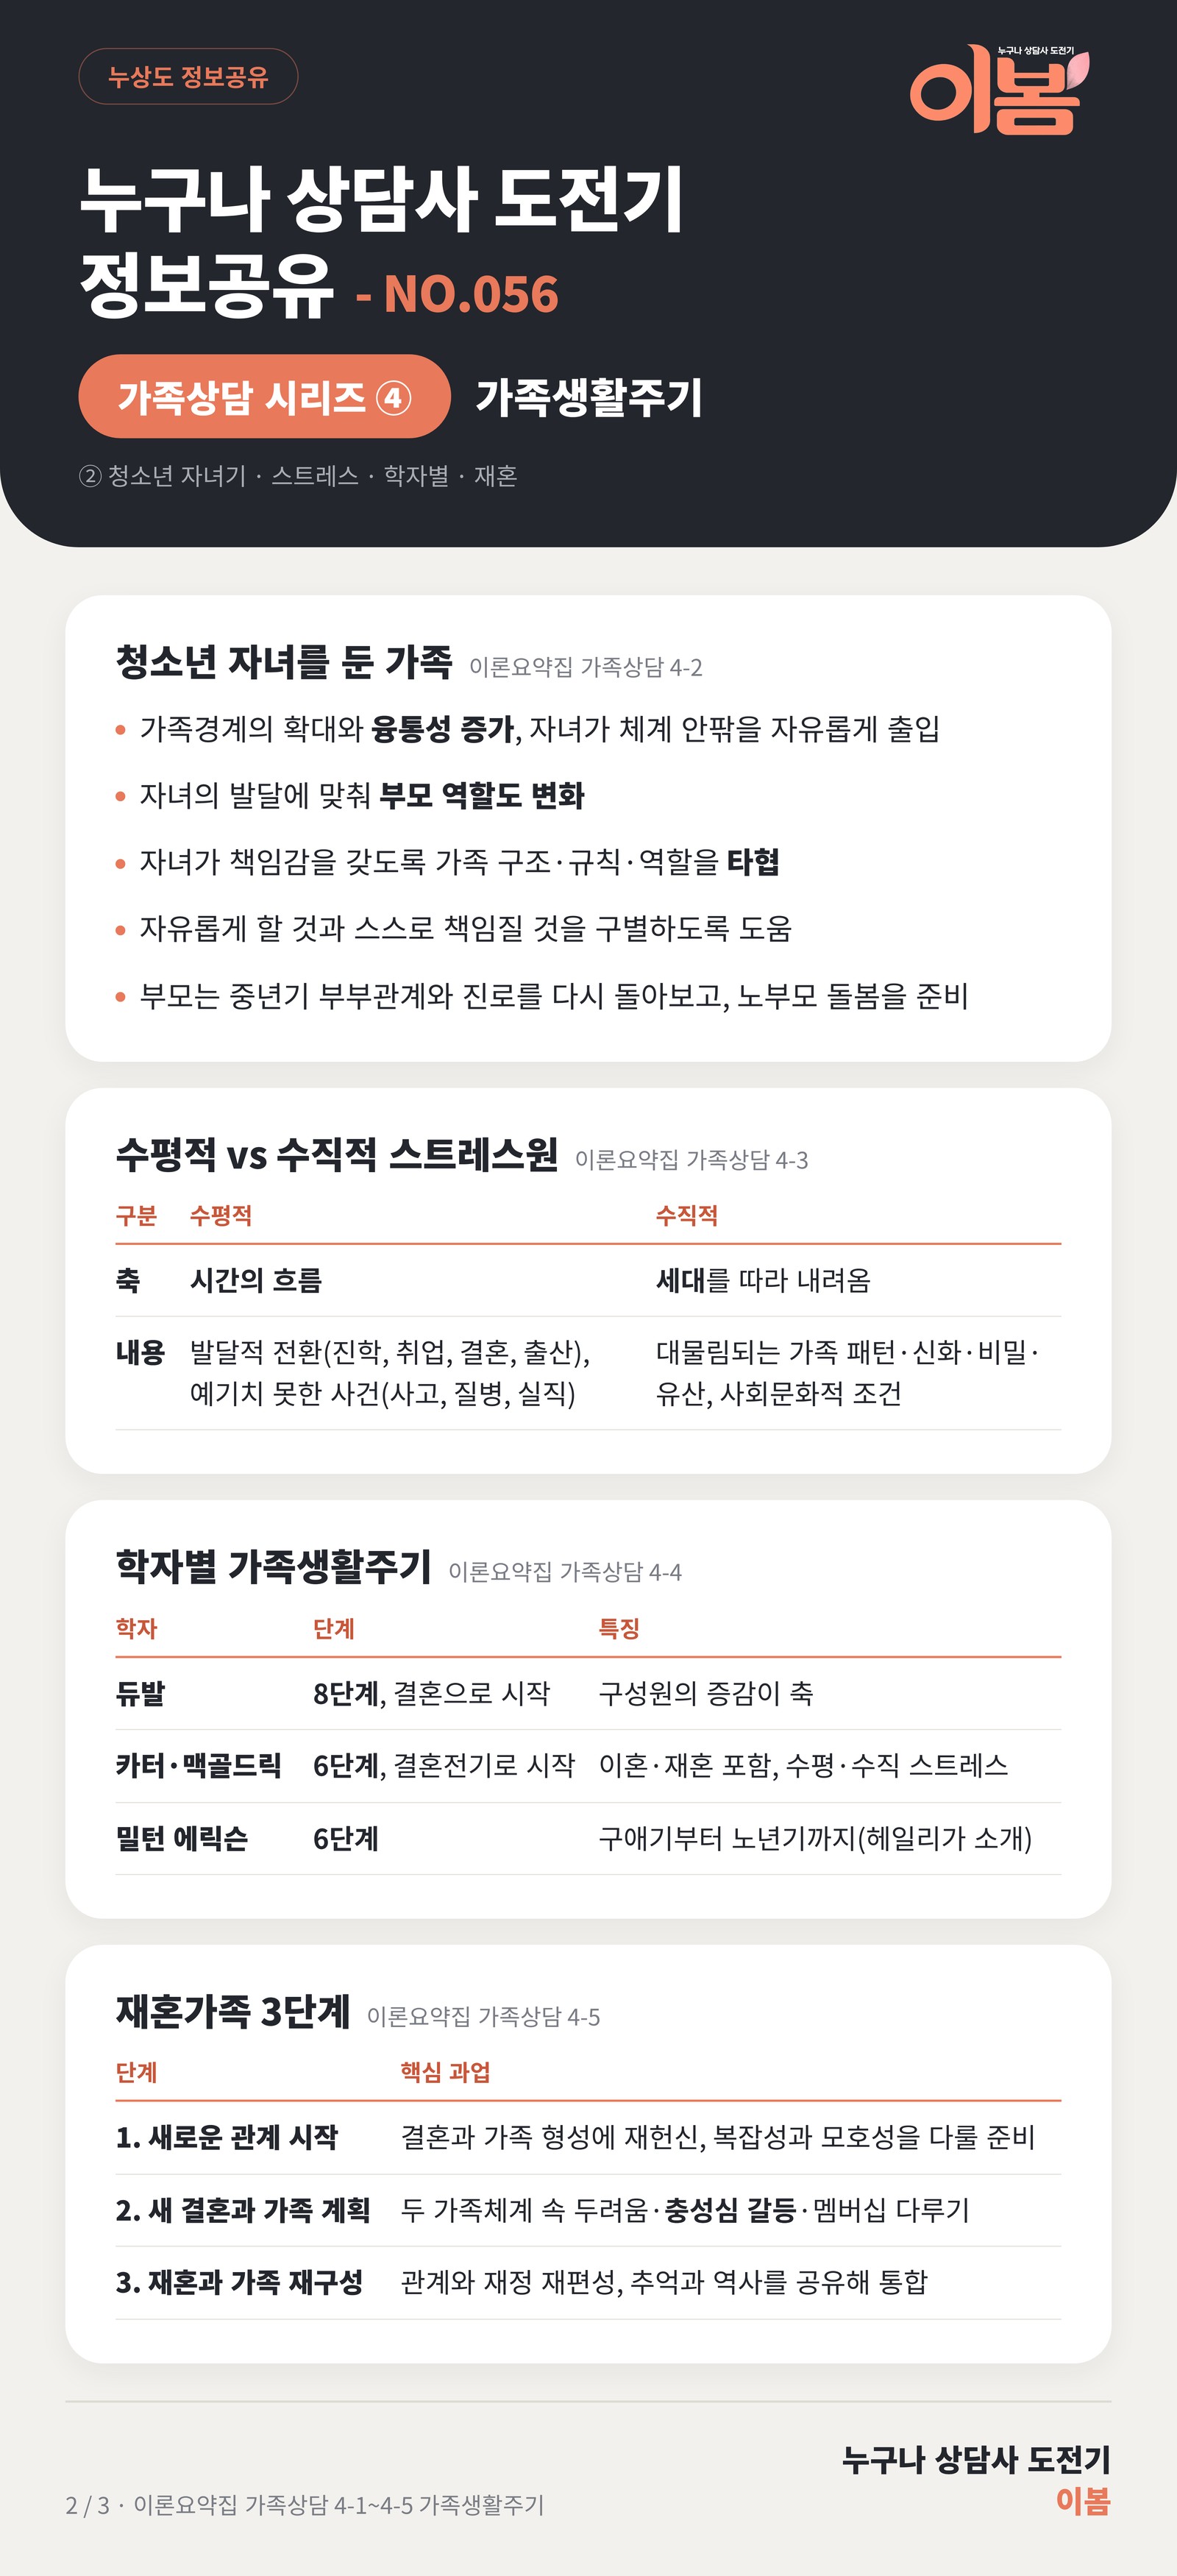 누상도 정보공유
누구나 상담사 도전기
이봄
누구나 상담사 도전기
정보공유 - NO.056
가족상담 시리즈 ④ 가족생활주기
② 청소년 자녀기 · 스트레스 · 학자별 · 재혼
청소년 자녀를 둔 가족 이론요약집 가족상담 4-2
• 가족경계의 확대와 융통성 증가, 자녀가 체계 안팎을 자유롭게 출입
• 자녀의 발달에 맞춰 부모 역할도 변화
• 자녀가 책임감을 갖도록 가족 구조·규칙·역할을 타협
• 자유롭게 할 것과 스스로 책임질 것을 구별하도록 도움
• 부모는 중년기 부부관계와 진로를 다시 돌아보고, 노부모 돌봄을 준비
수평적 vs 수직적 스트레스원 이론요약집 가족상담 4-3
구분 수평적 수직적
축 시간의 흐름 세대를 따라 내려옴
내용 발달적 전환(진학, 취업, 결혼, 출산), 대물림되는 가족 패턴·신화·비밀·
예기치 못한 사건(사고, 질병, 실직) 유산, 사회문화적 조건
학자별 가족생활주기 이론요약집 가족상담 4-4
학자 단계 특징
듀발 8단계, 결혼으로 시작 구성원의 증감이 축
카터·맥골드릭 6단계, 결혼전기로 시작 이혼·재혼 포함, 수평·수직 스트레스
밀턴 에릭슨 6단계 구애기부터 노년기까지(헤일리가 소개)
재혼가족 3단계 이론요약집 가족상담 4-5
단계 핵심 과업
1. 새로운 관계 시작 결혼과 가족 형성에 재헌신, 복잡성과 모호성을 다룰 준비
2. 새 결혼과 가족 계획 두 가족체계 속 두려움·충성심 갈등·멤버십 다루기
3. 재혼과 가족 재구성 관계와 재정 재편성, 추억과 역사를 공유해 통합
누구나 상담사 도전기
2 / 3 · 이론요약집 가족상담 4-1~4-5 가족생활주기 이봄